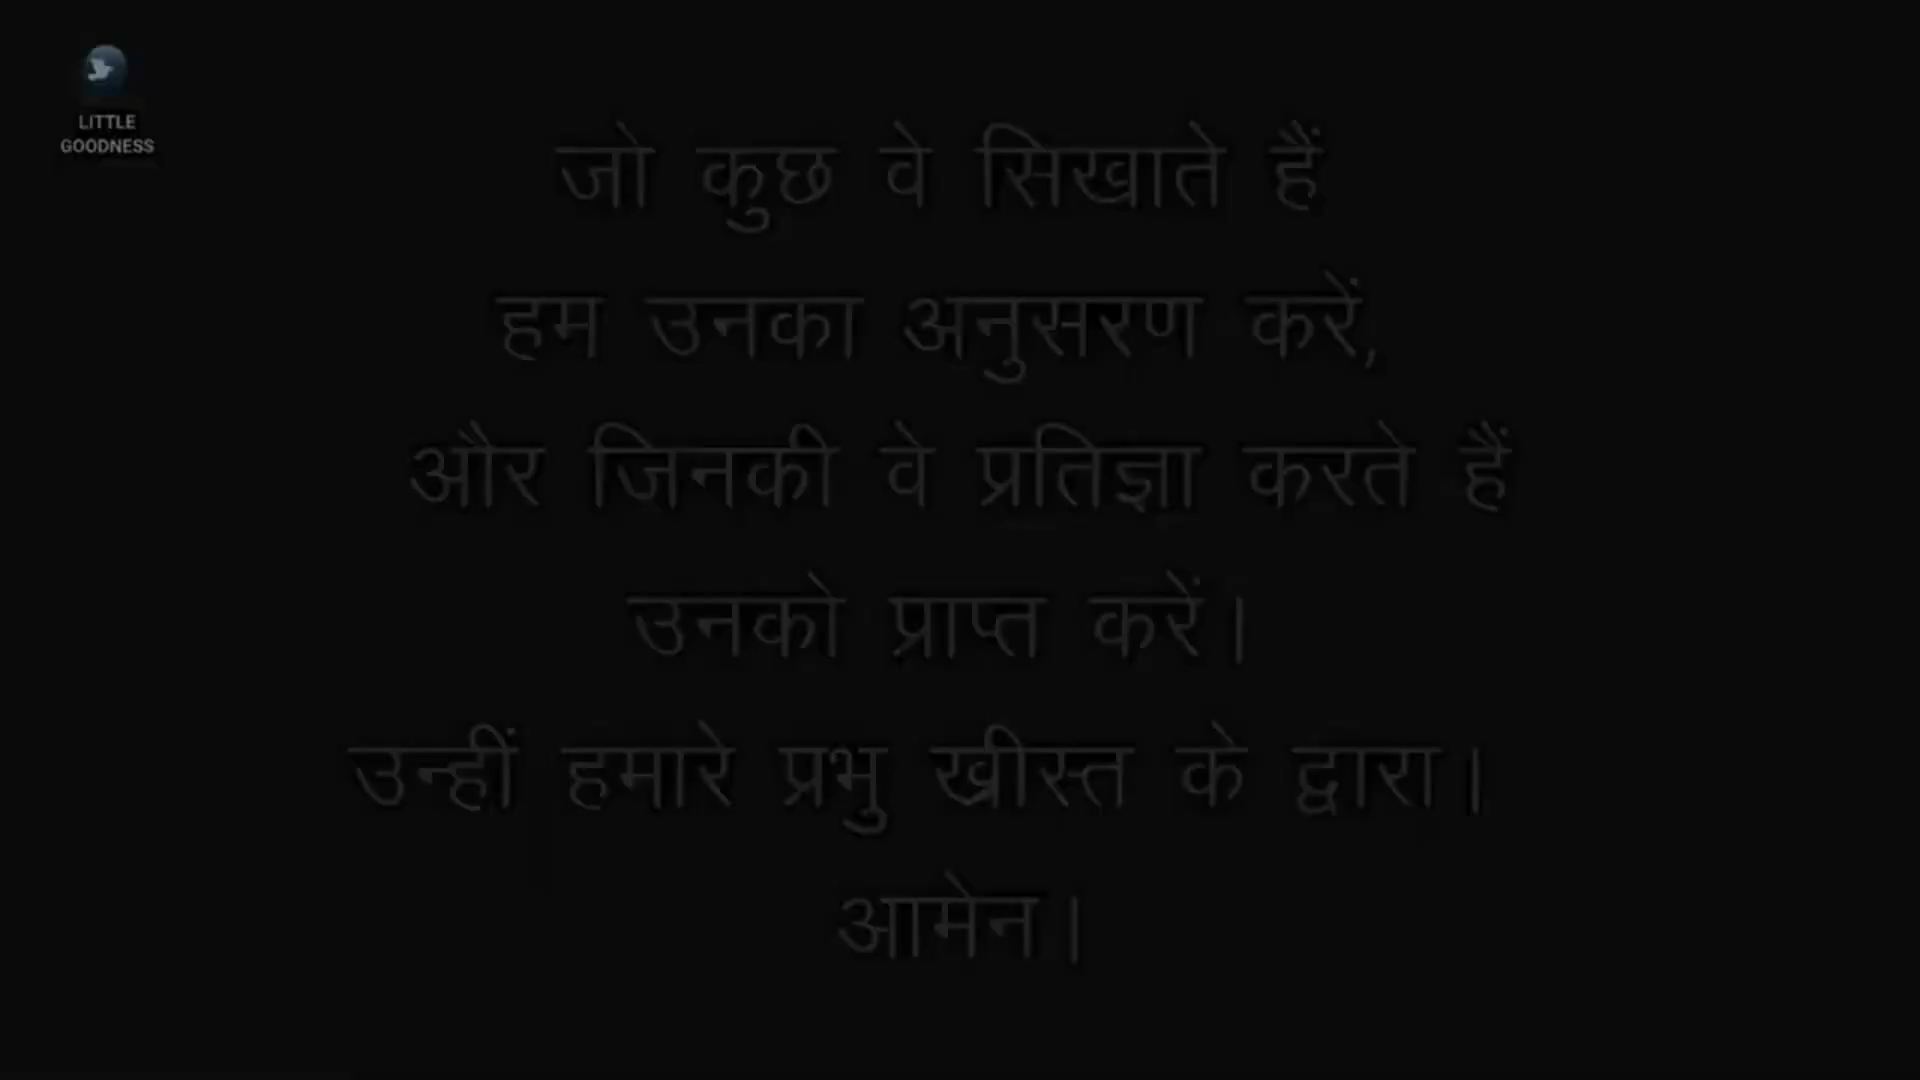 LITTLE
GOODNESS
जो कुछ वे सिखाते हैं
हम उनका अनुसरण करें,
और जिनकी वे प्रतिज्ञा करते हैं
उनको प्राप्त करें।
उन्हीं हमारे प्रभु ख्रीस्त के द्वारा।
आमेन।